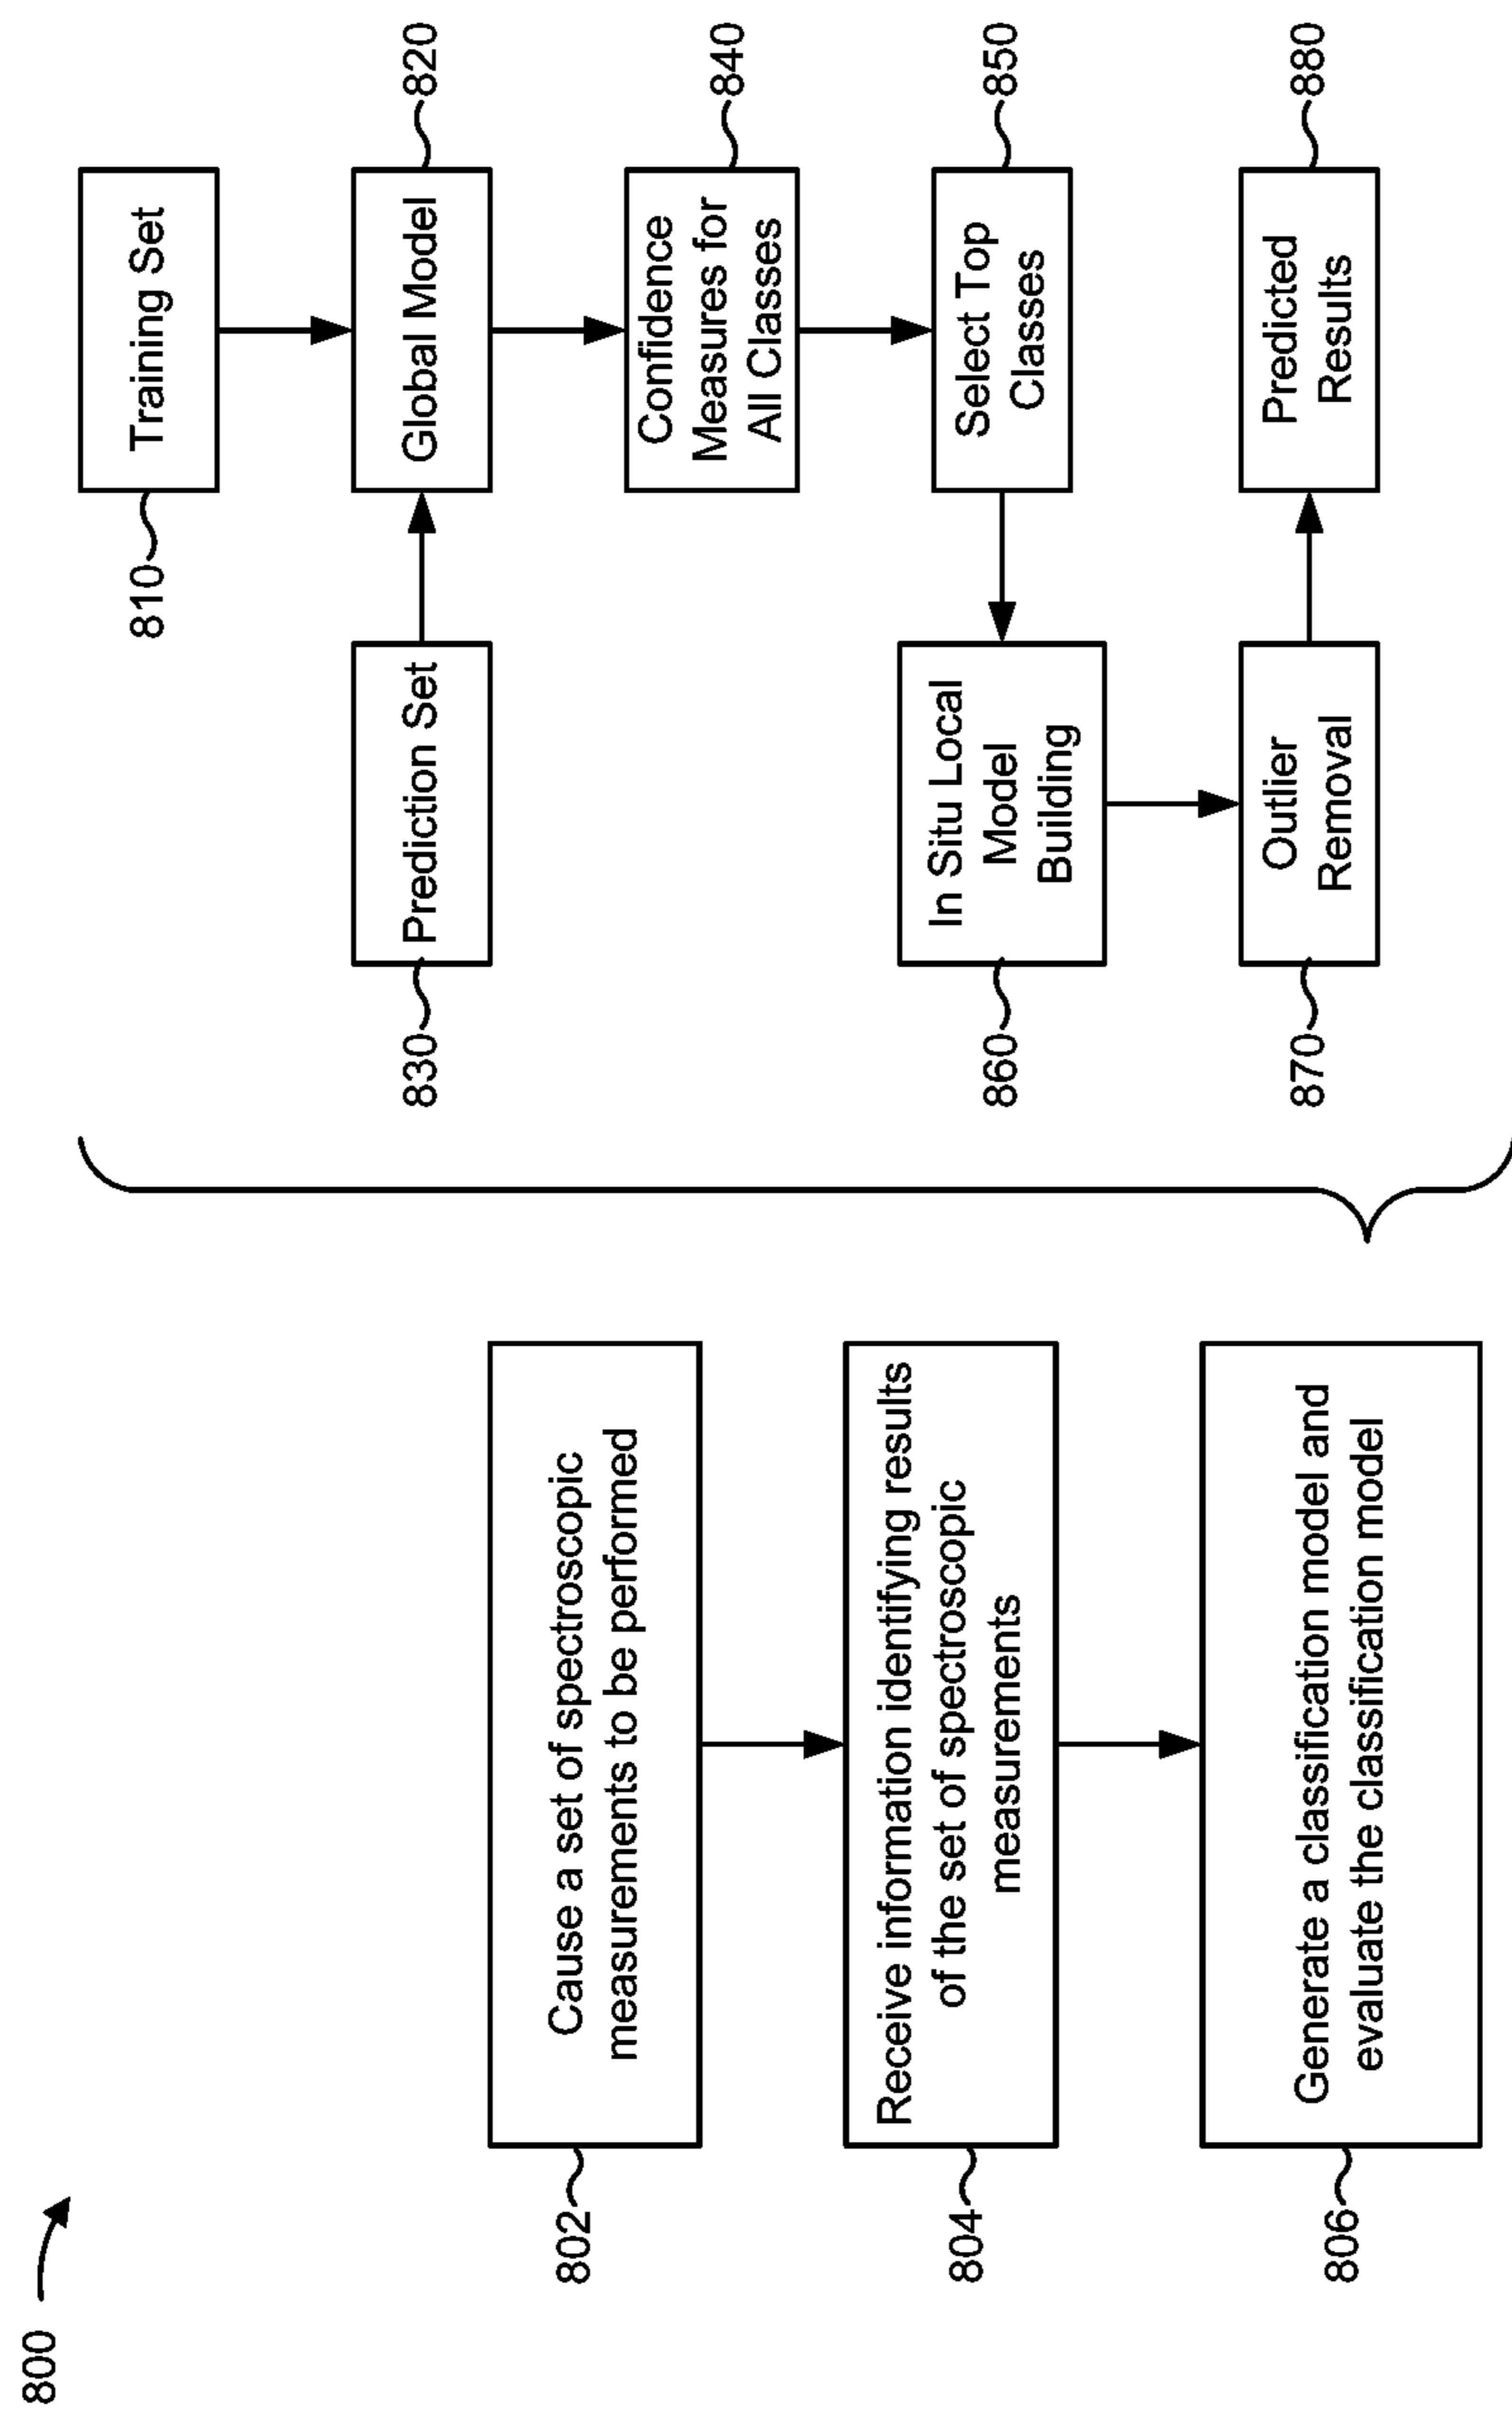 800
802
Cause a set of spectroscopic
measurements to be performed
804
Receive information identifying results
of the set of spectroscopic
measurements
806
Generate a classification model and
evaluate the classification model
810
Training Set
820
Global Model
830
Prediction Set
840
Confidence
Measures for
All Classes
850
Select Top
Classes
860
In Situ Local
Model
Building
870
Outlier
Removal
880
Predicted
Results